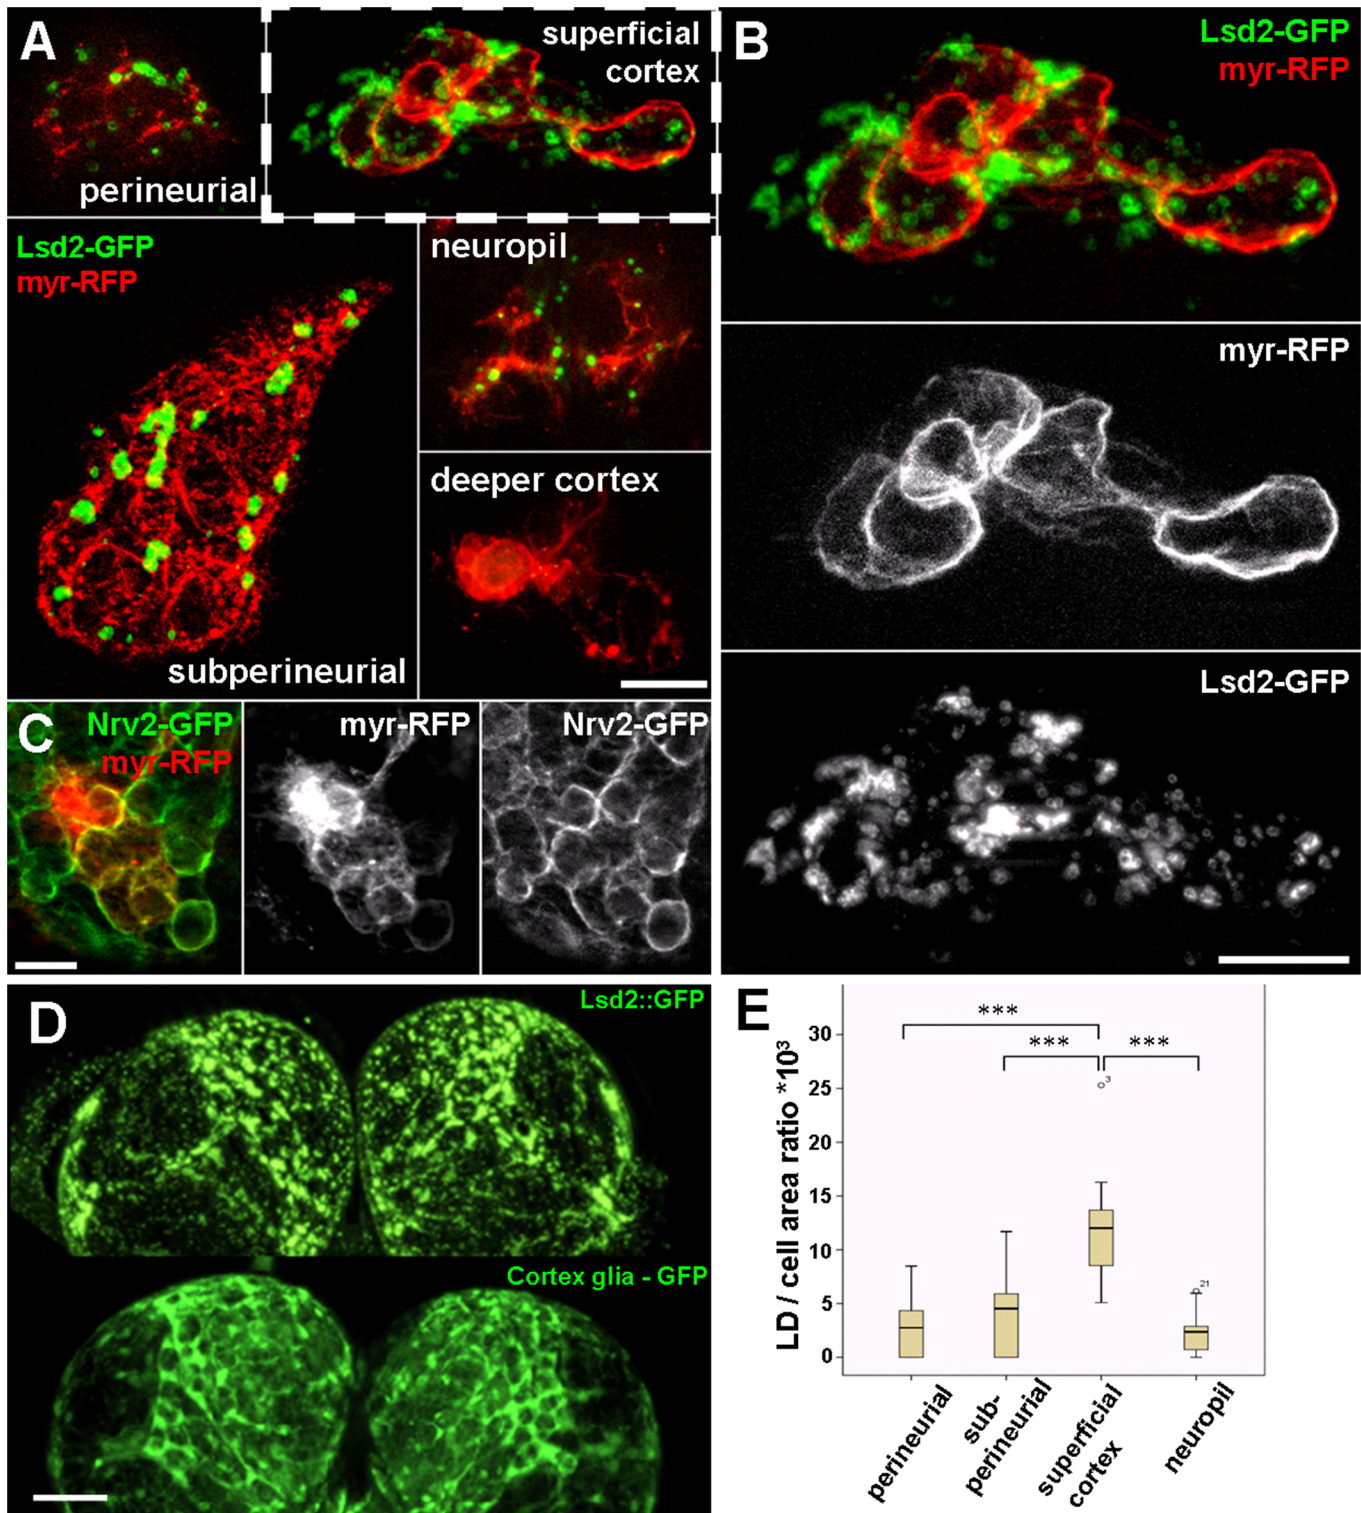 A
superficial
cortex
perineurial
Lsd2-GFP
myr-RFP
neuropil
deeper cortex
subperineurial
B
Lsd2-GFP
myr-RFP
myr-RFP
Lsd2-GFP
C
Nrv2-GFP
myr-RFP
myr-RFP
Nrv2-GFP
D
Lsd2::GFP
Cortex glia - GFP
E
***
*** ***
LD / cell area ratio *10³
30
25
20
15
10
5
0
3
21
perineurial
sub-
perineurial
superficial
cortex
neuropil